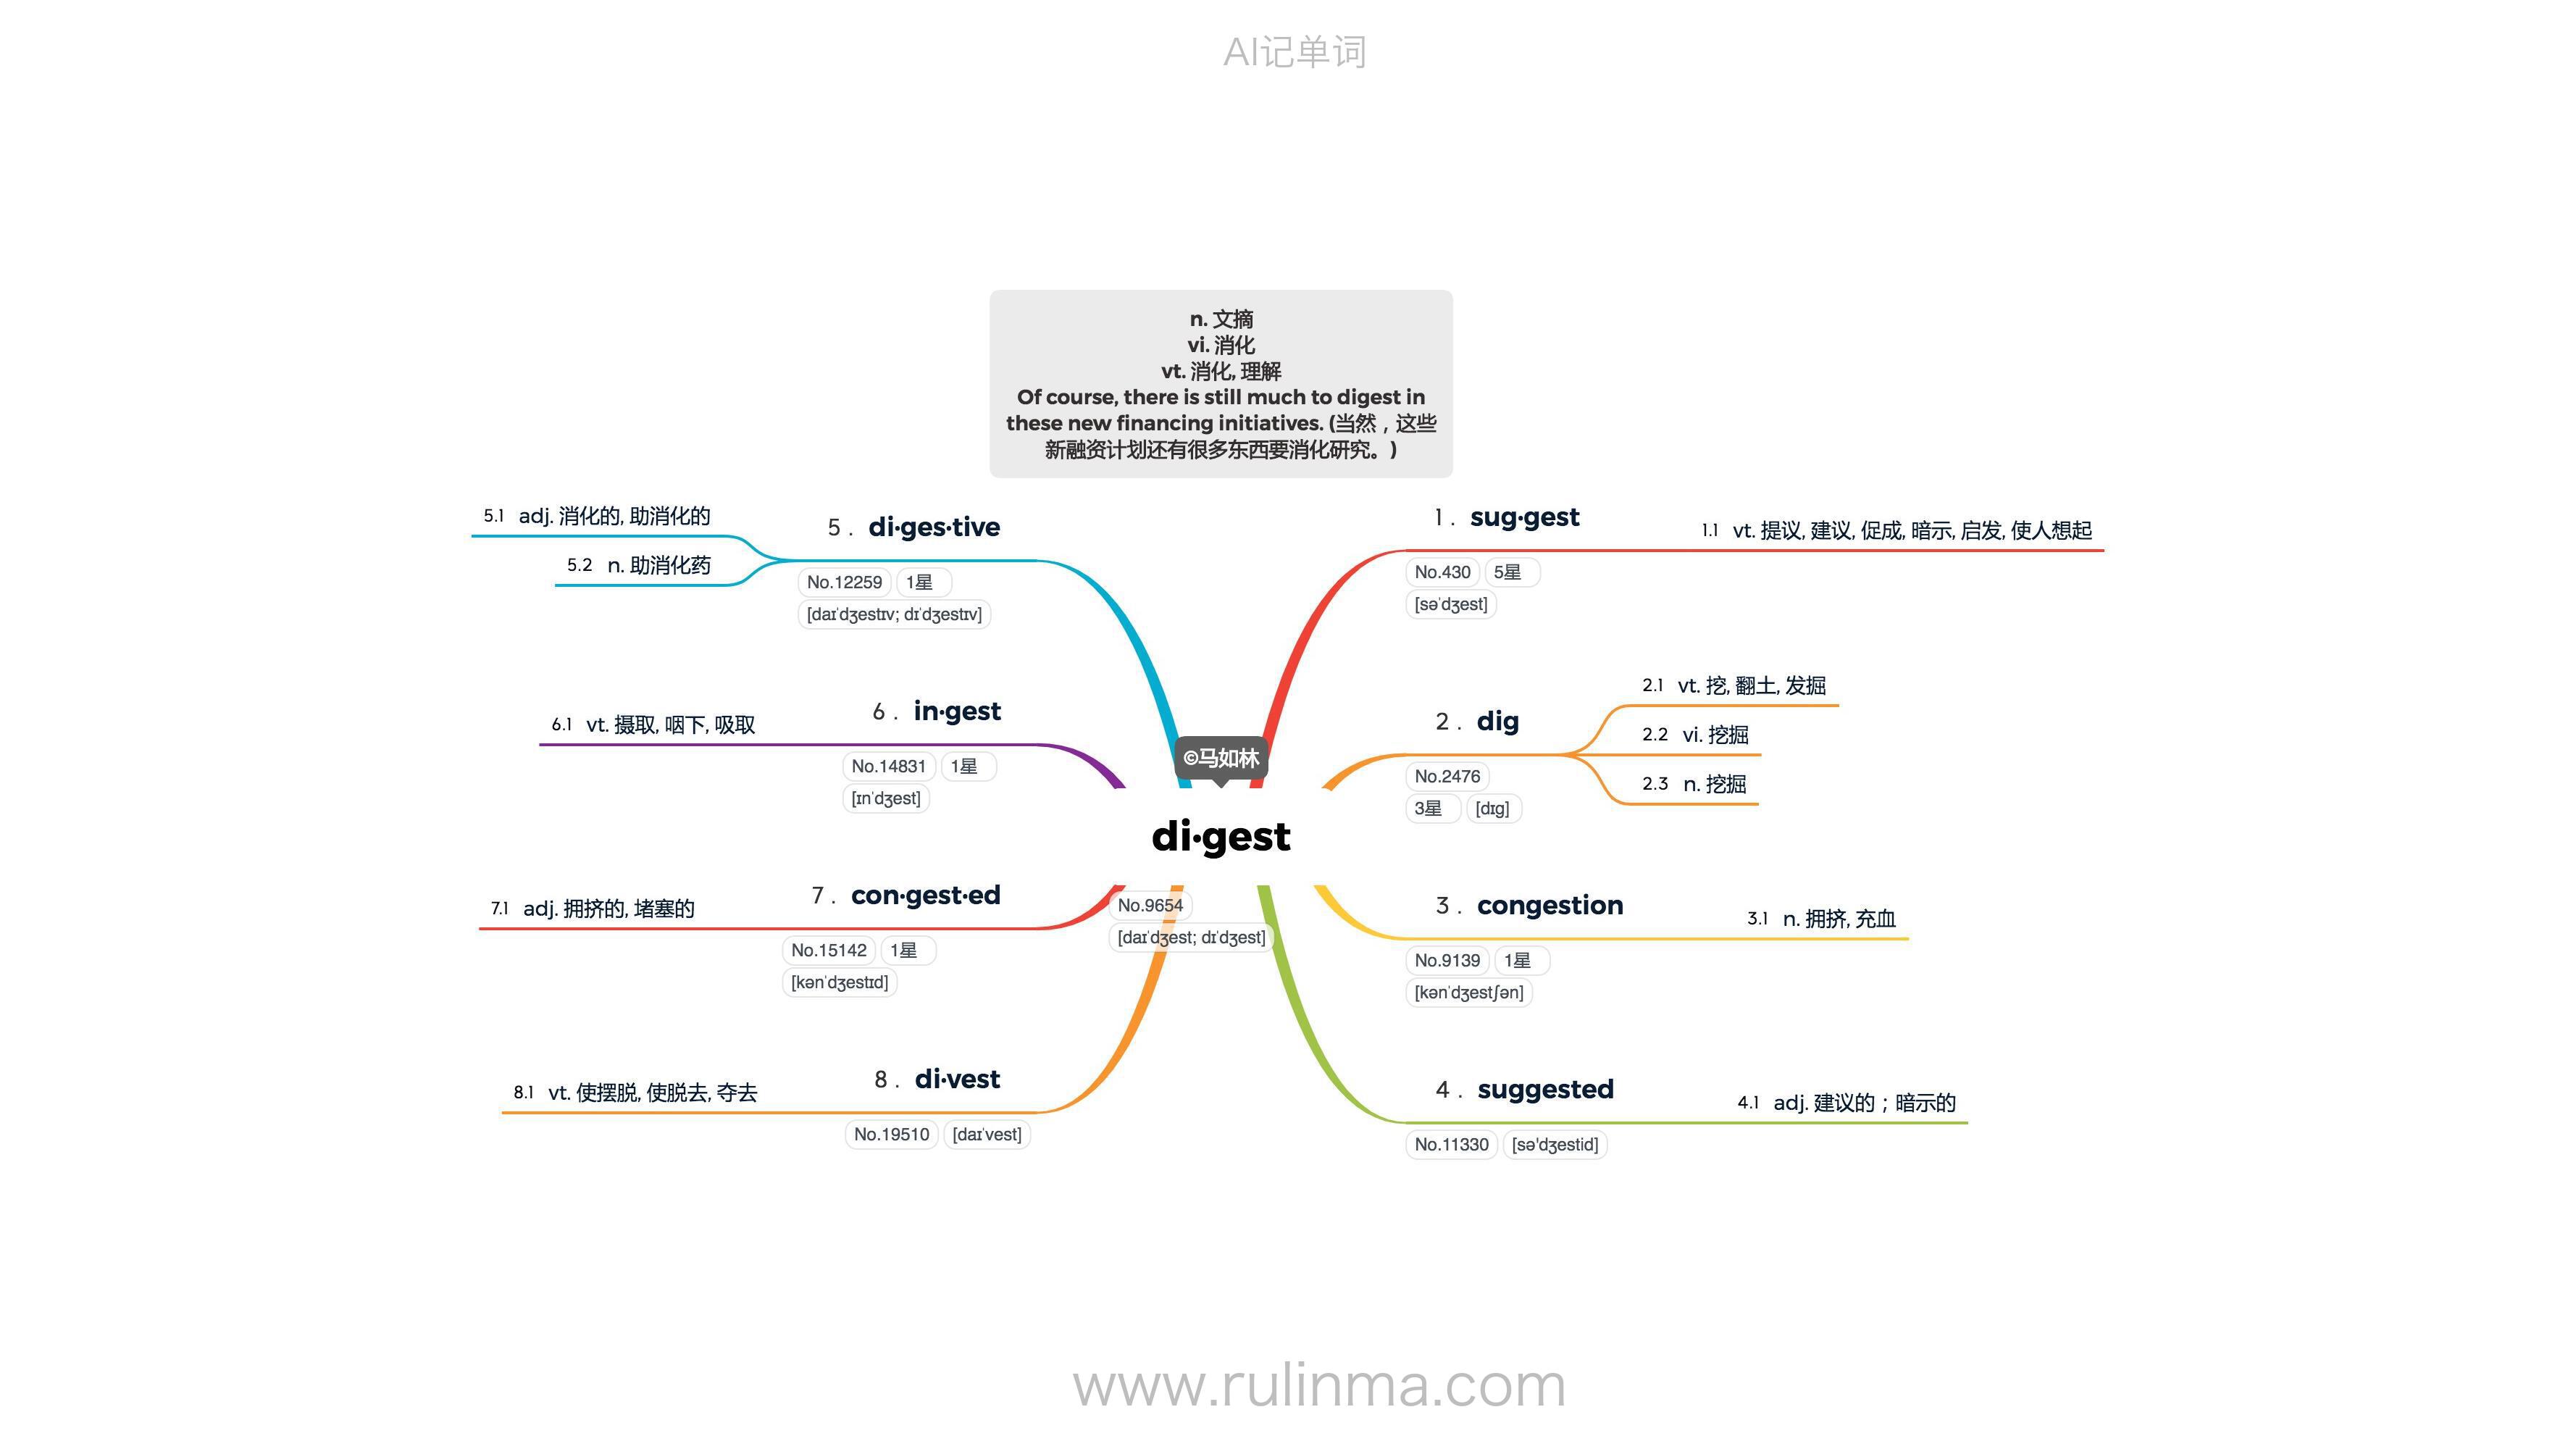 AI记单词
n. 文摘
vi. 消化
vt. 消化, 理解
Of course, there is still much to digest in
these new financing initiatives. (当然，这些
新融资计划还有很多东西要消化研究。)
©马如林
di·gest
No.9654
[daɪˈdʒest; dɪˈdʒest]
1 . sug·gest
No.430 5星
[səˈdʒest]
1.1 vt. 提议, 建议, 促成, 暗示, 启发, 使人想起
2 . dig
No.2476
3星 [dɪg]
2.1 vt. 挖, 翻土, 发掘
2.2 vi. 挖掘
2.3 n. 挖掘
3 . congestion
No.9139 1星
[kənˈdʒestʃən]
3.1 n. 拥挤, 充血
4 . suggested
No.11330 [sə'dʒestid]
4.1 adj. 建议的；暗示的
5 . di·ges·tive
No.12259 1星
[daɪˈdʒestɪv; dɪˈdʒestɪv]
5.1 adj. 消化的, 助消化的
5.2 n. 助消化药
6 . in·gest
No.14831 1星
[ɪnˈdʒest]
6.1 vt. 摄取, 咽下, 吸取
7 . con·gest·ed
No.15142 1星
[kənˈdʒestɪd]
7.1 adj. 拥挤的, 堵塞的
8 . di·vest
No.19510 [daɪˈvest]
8.1 vt. 使摆脱, 使脱去, 夺去
www.rulinma.com